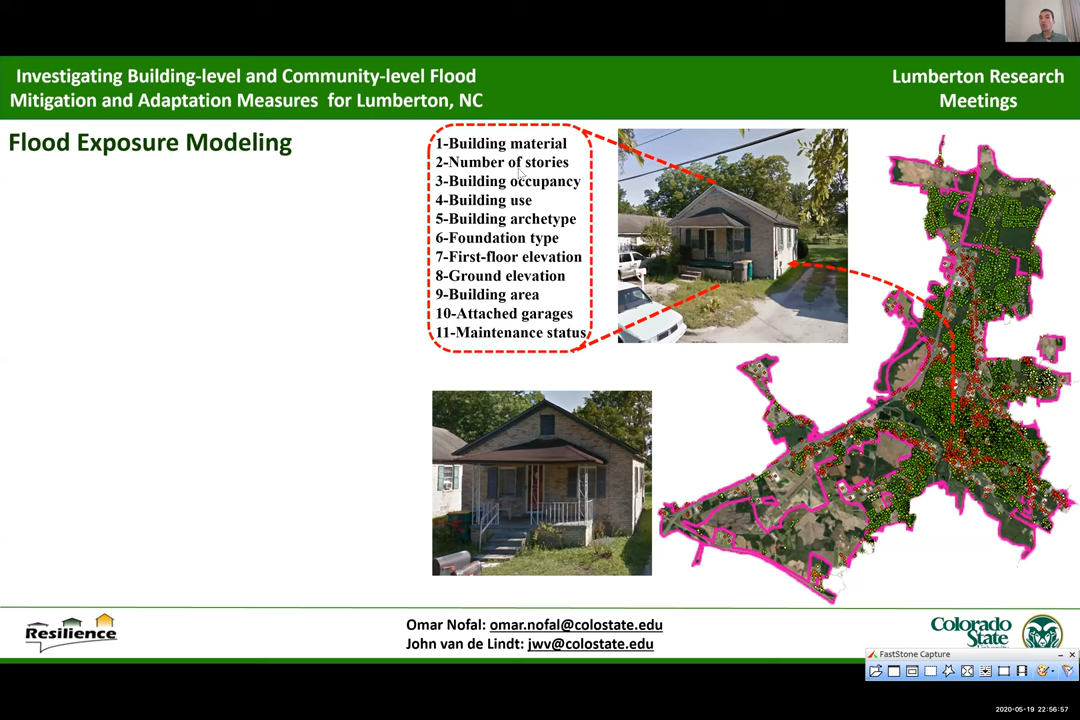 Investigating Building-level and Community-level Flood
Mitigation and Adaptation Measures for Lumberton, NC
Lumberton Research
Meetings
Flood Exposure Modeling
1-Building material
2-Number of stories
3-Building occupancy
4-Building use
5-Building archetype
6-Foundation type
7-First-floor elevation
8-Ground elevation
9-Building area
10-Attached garages
11-Maintenance status
Resilience
Omar Nofal: omar.nofal@colostate.edu
John van de Lindt: jwv@colostate.edu
Colorado
State
FastStone Capture
2020-05-19 22:56:57